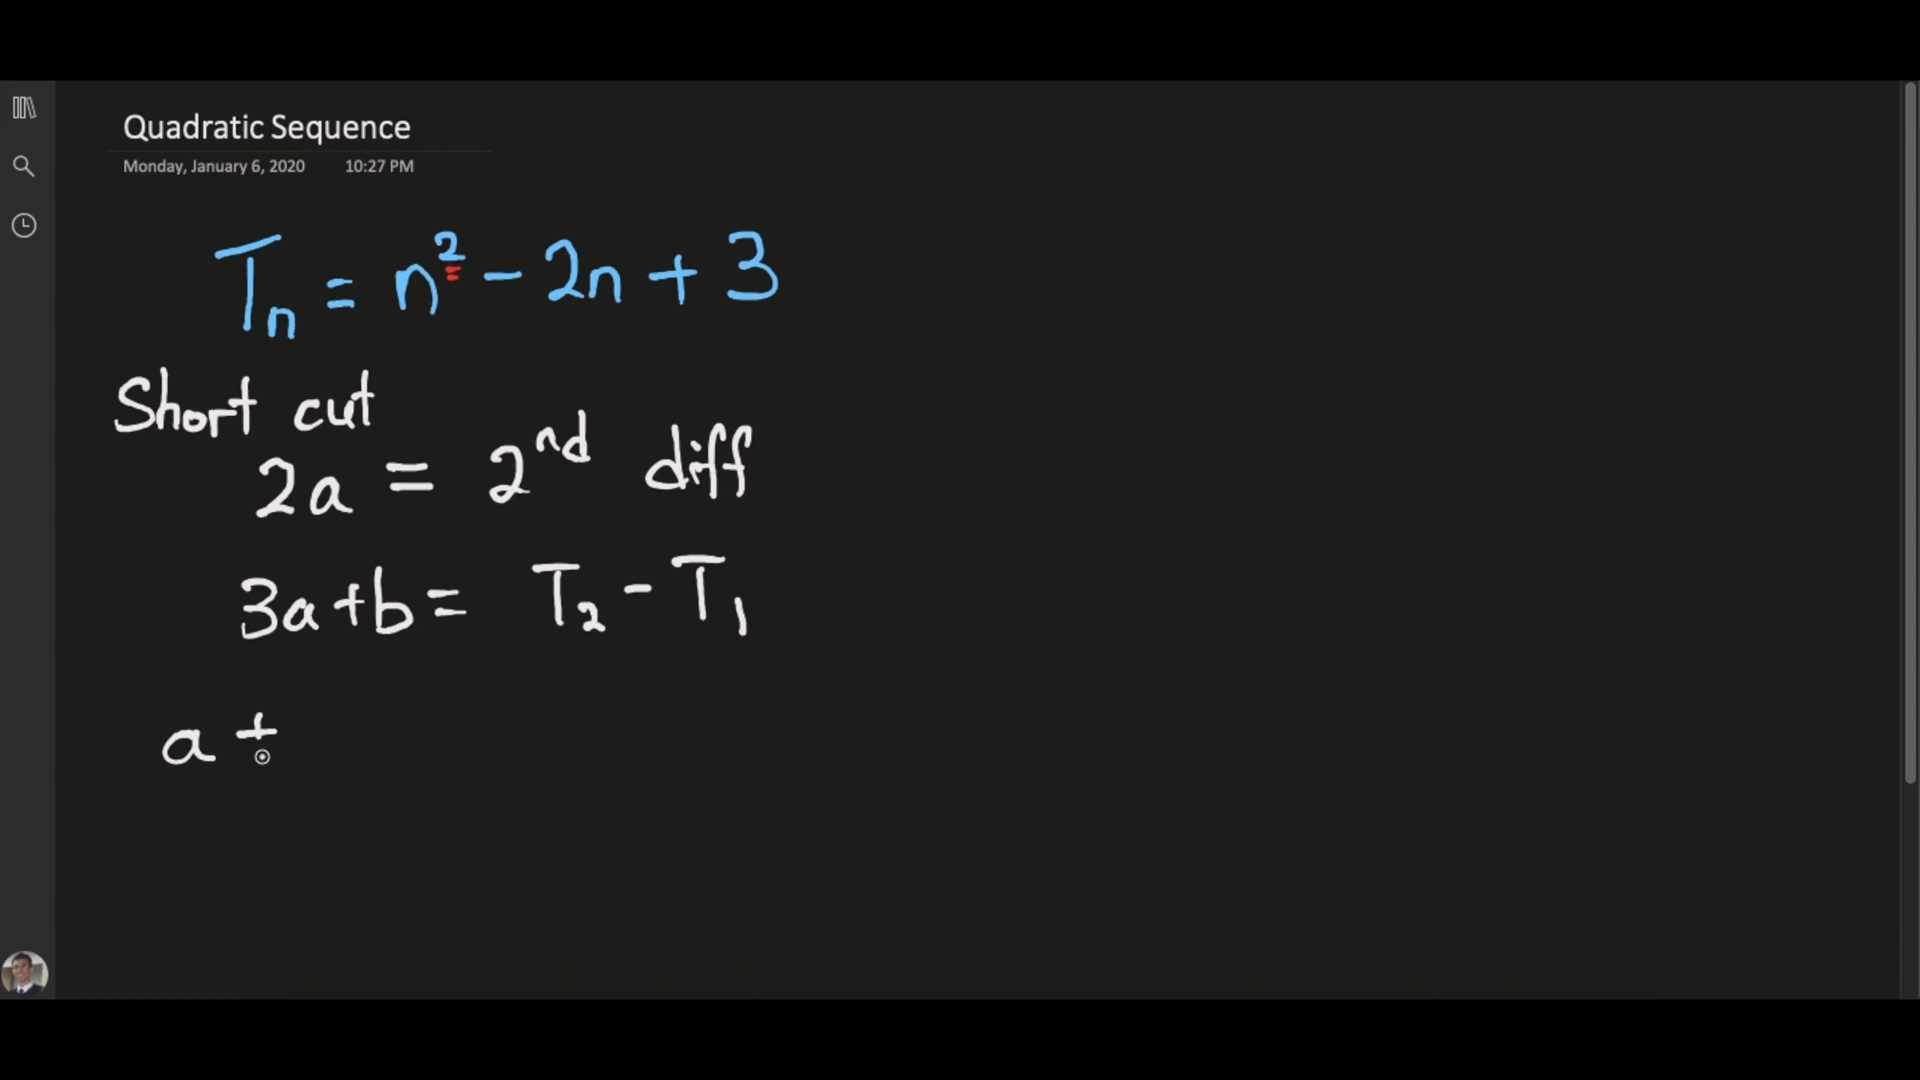 Quadratic Sequence
Monday, January 6, 2020 10:27 PM
Tₙ = n² - 2n + 3
Short cut
2a = 2ⁿᵈ diff
3a + b = T₂ - T₁
a +